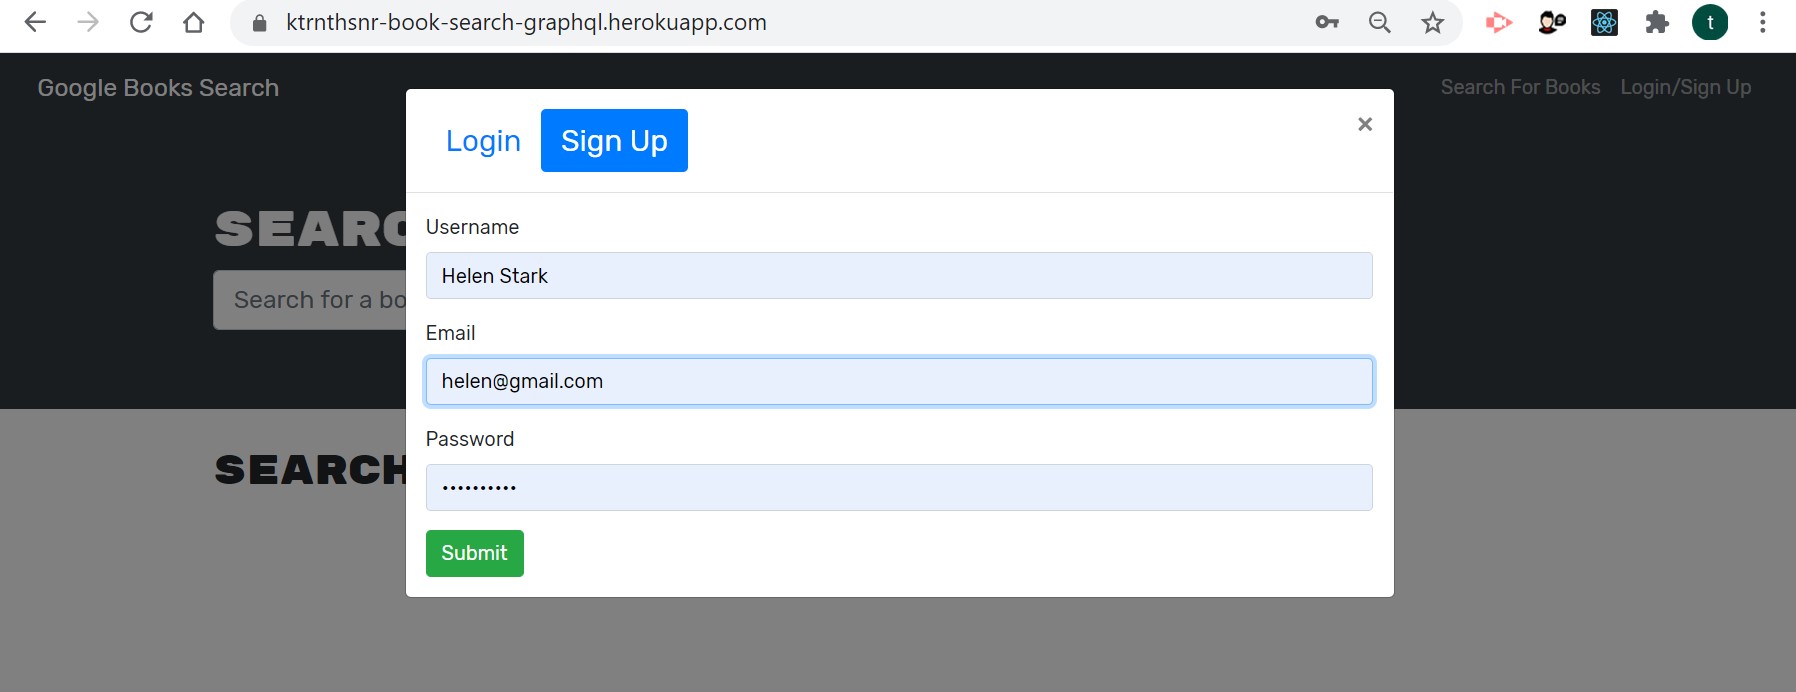 ktrnthsnr-book-search-graphql.herokuapp.com
t
Google Books Search
Search For Books
Login/Sign Up
Login
Sign Up
×
SEARC
Search for a bo
Username
Helen Stark
Email
helen@gmail.com
Password
••••••••••
SEARCH
Submit